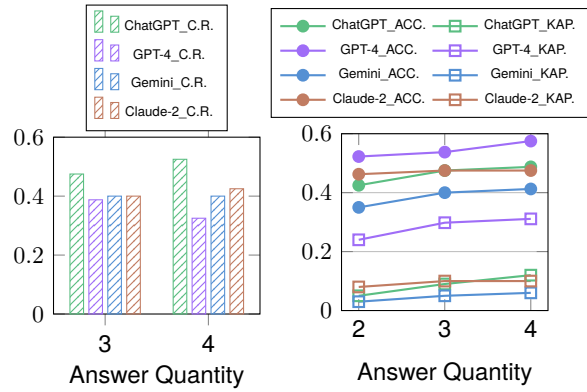 ChatGPT_C.R.
GPT-4_C.R.
Gemini_C.R.
Claude-2_C.R.
0.6
0.4
0.2
0
3 4
Answer Quantity
ChatGPT_ACC. ChatGPT_KAP.
GPT-4_ACC. GPT-4_KAP.
Gemini_ACC. Gemini_KAP.
Claude-2_ACC. Claude-2_KAP.
0.6
0.4
0.2
0
2 3 4
Answer Quantity